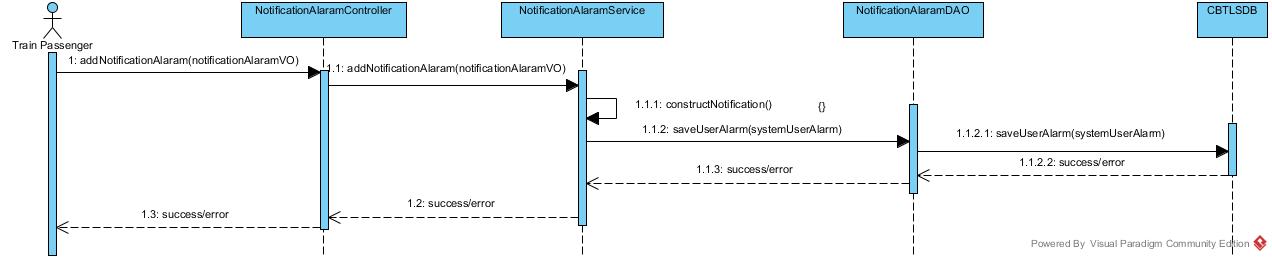 NotificationAlaramController
NotificationAlaramService
NotificationAlaramDAO
CBTLSDB
Train Passenger
1: addNotificationAlaram(notificationAlaramVO)
1.1: addNotificationAlaram(notificationAlaramVO)
1.1.1: constructNotification() {}
1.1.2: saveUserAlarm(systemUserAlarm)
1.1.2.1: saveUserAlarm(systemUserAlarm)
1.1.2.2: success/error
1.1.3: success/error
1.2: success/error
1.3: success/error
Powered By Visual Paradigm Community Edition